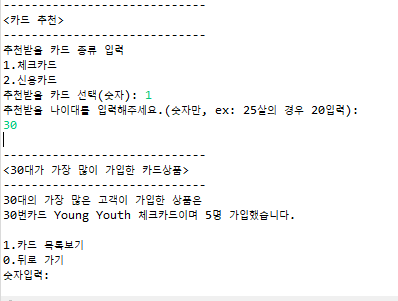 -----------------------------
<카드 추천>
-----------------------------
추천받을 카드 종류 입력
1.체크카드
2.신용카드
추천받을 카드 선택(숫자): 1
추천받을 나이대를 입력해주세요.(숫자만, ex: 25살의 경우 20입력):
30
-----------------------------
<30대가 가장 많이 가입한 카드상품>
-----------------------------
30대의 가장 많은 고객이 가입한 상품은
30번카드 Young Youth 체크카드이며 5명 가입했습니다.
1.카드 목록보기
0.뒤로 가기
숫자입력: